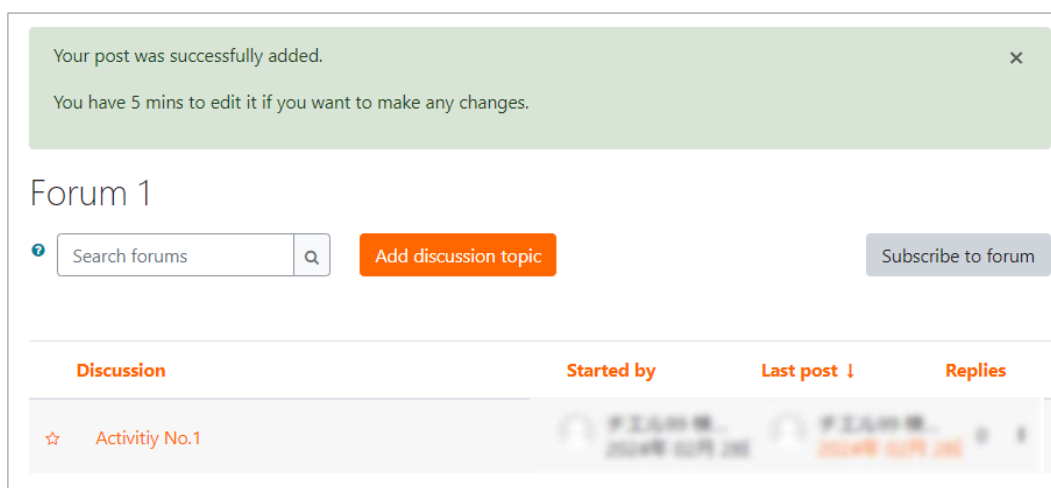 Your post was successfully added.
×
You have 5 mins to edit it if you want to make any changes.
Forum 1
Search forums
Add discussion topic
Subscribe to forum
Discussion
Started by
Last post ↓
Replies
Activitiy No.1